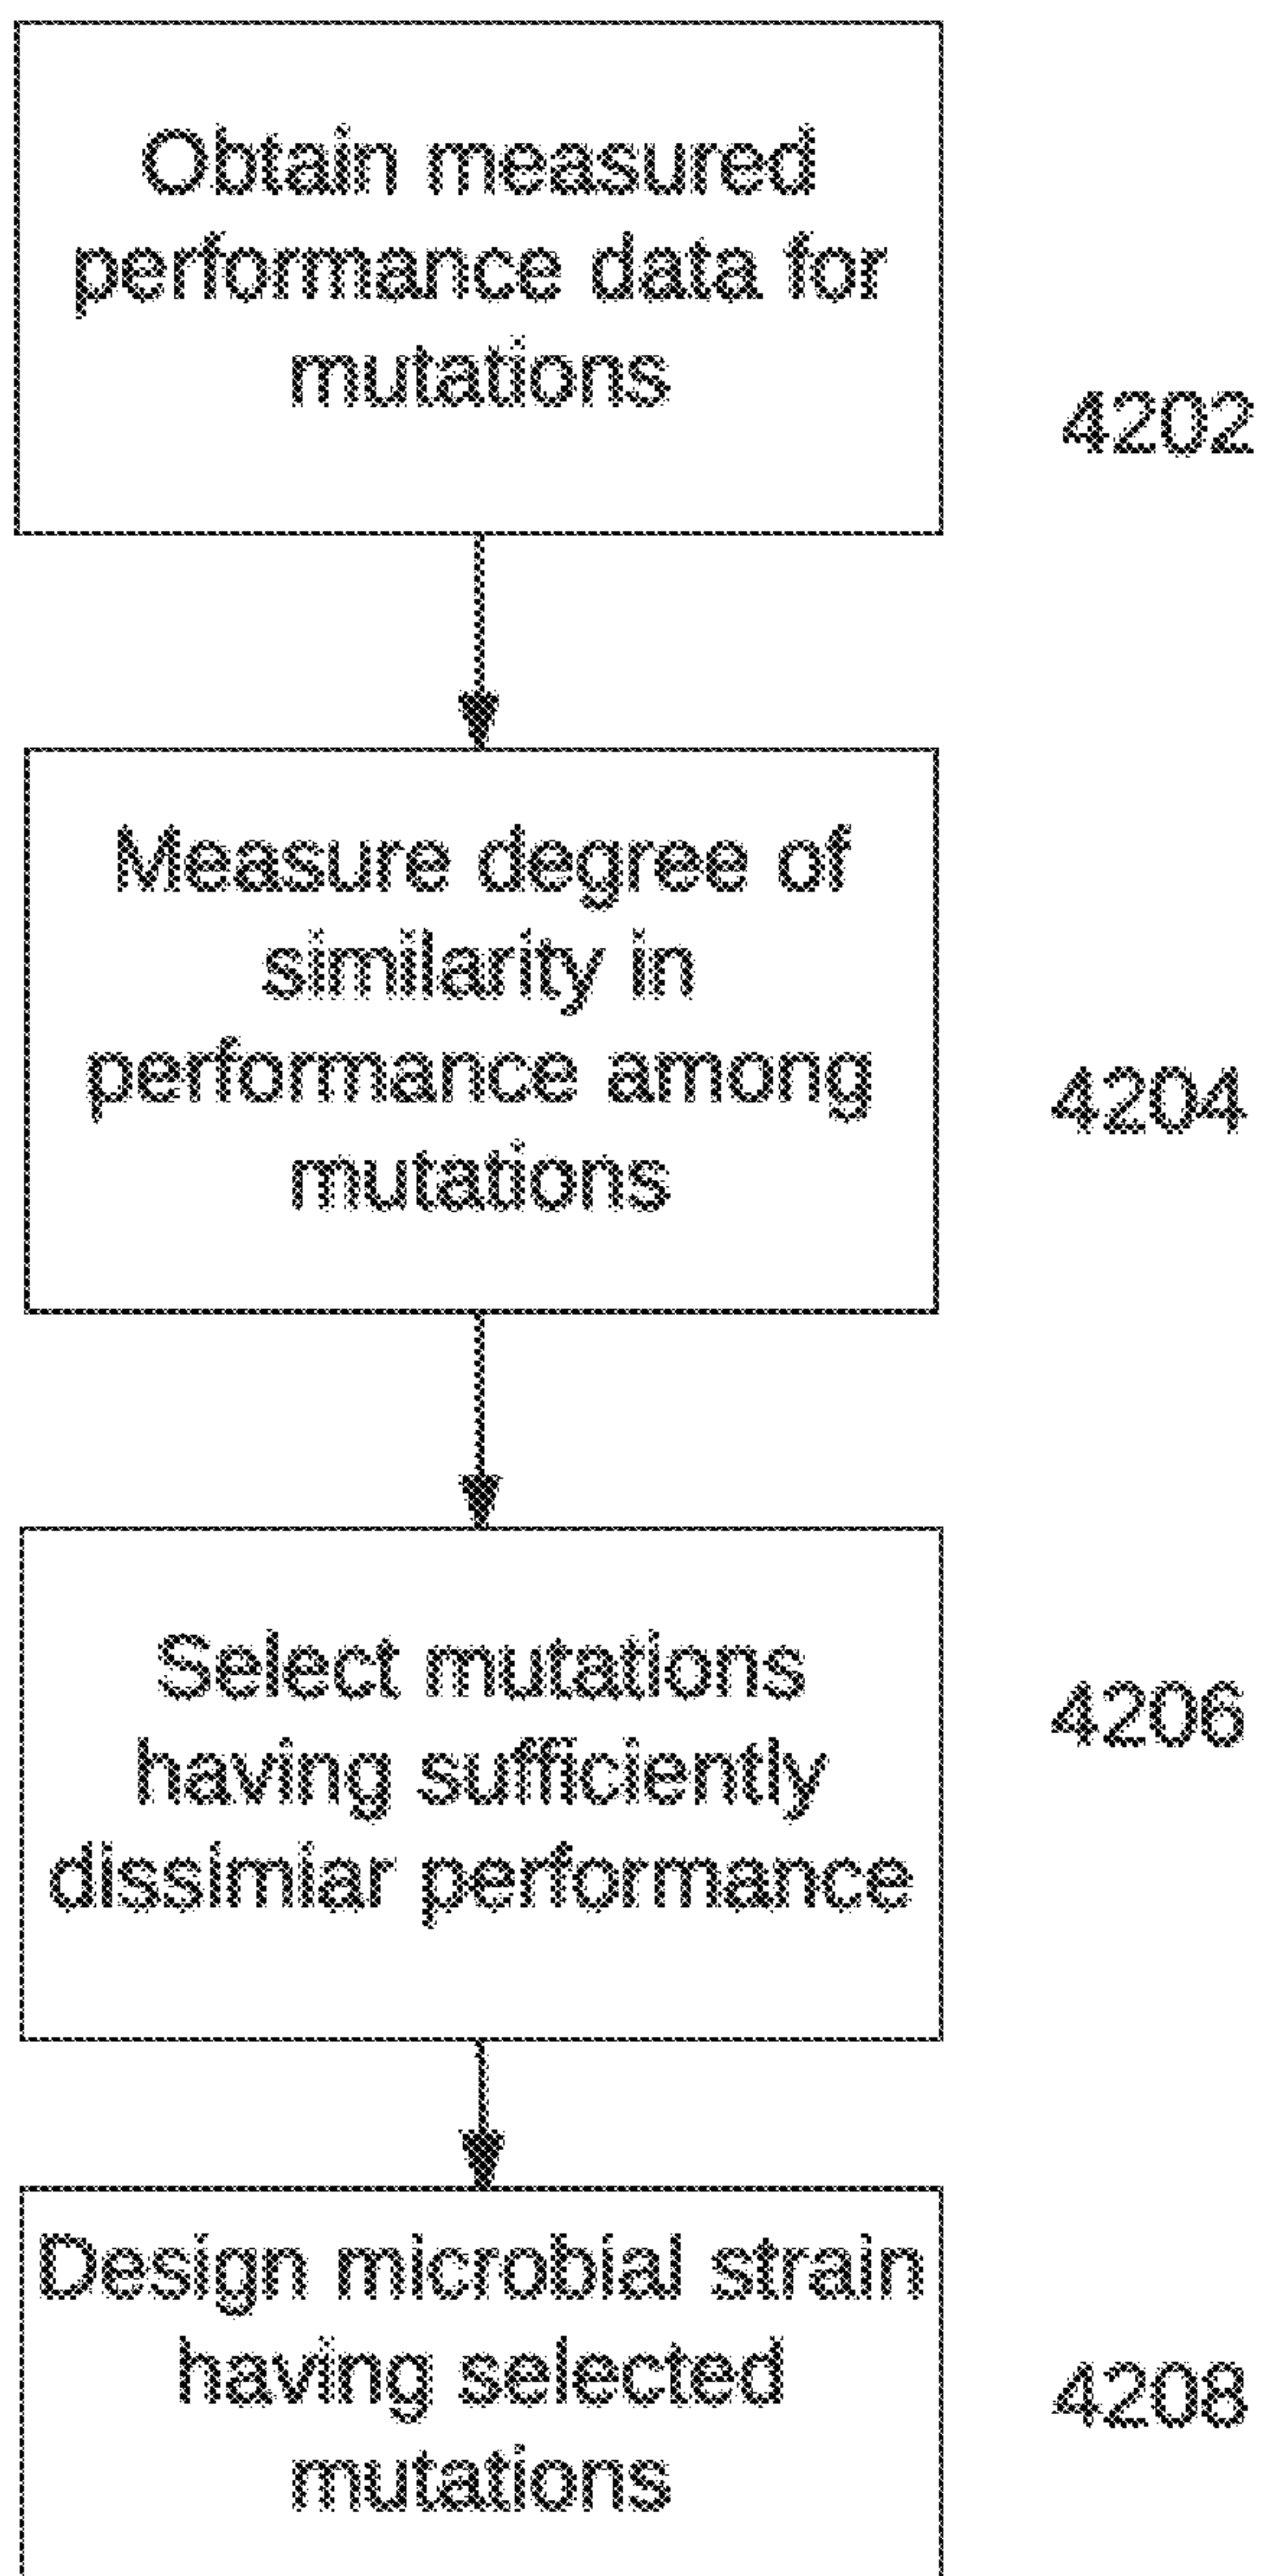 Obtain measured
performance data for
mutations
4202
Measure degree of
similarity in
performance among
mutations
4204
Select mutations
having sufficiently
dissimiar performance
4206
Design microbial strain
having selected
mutations
4208